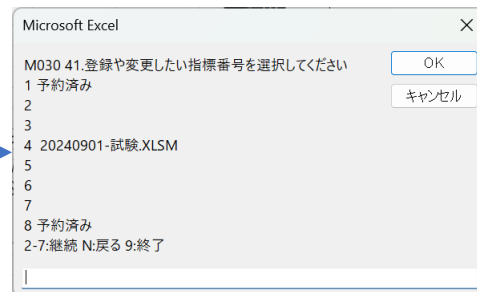 Microsoft Excel
M030 41.登録や変更したい指標番号を選択してください
OK
キャンセル
1 予約済み
2
3
4 20240901-試験.XLSM
5
6
7
8 予約済み
2-7:継続 N:戻る 9:終了